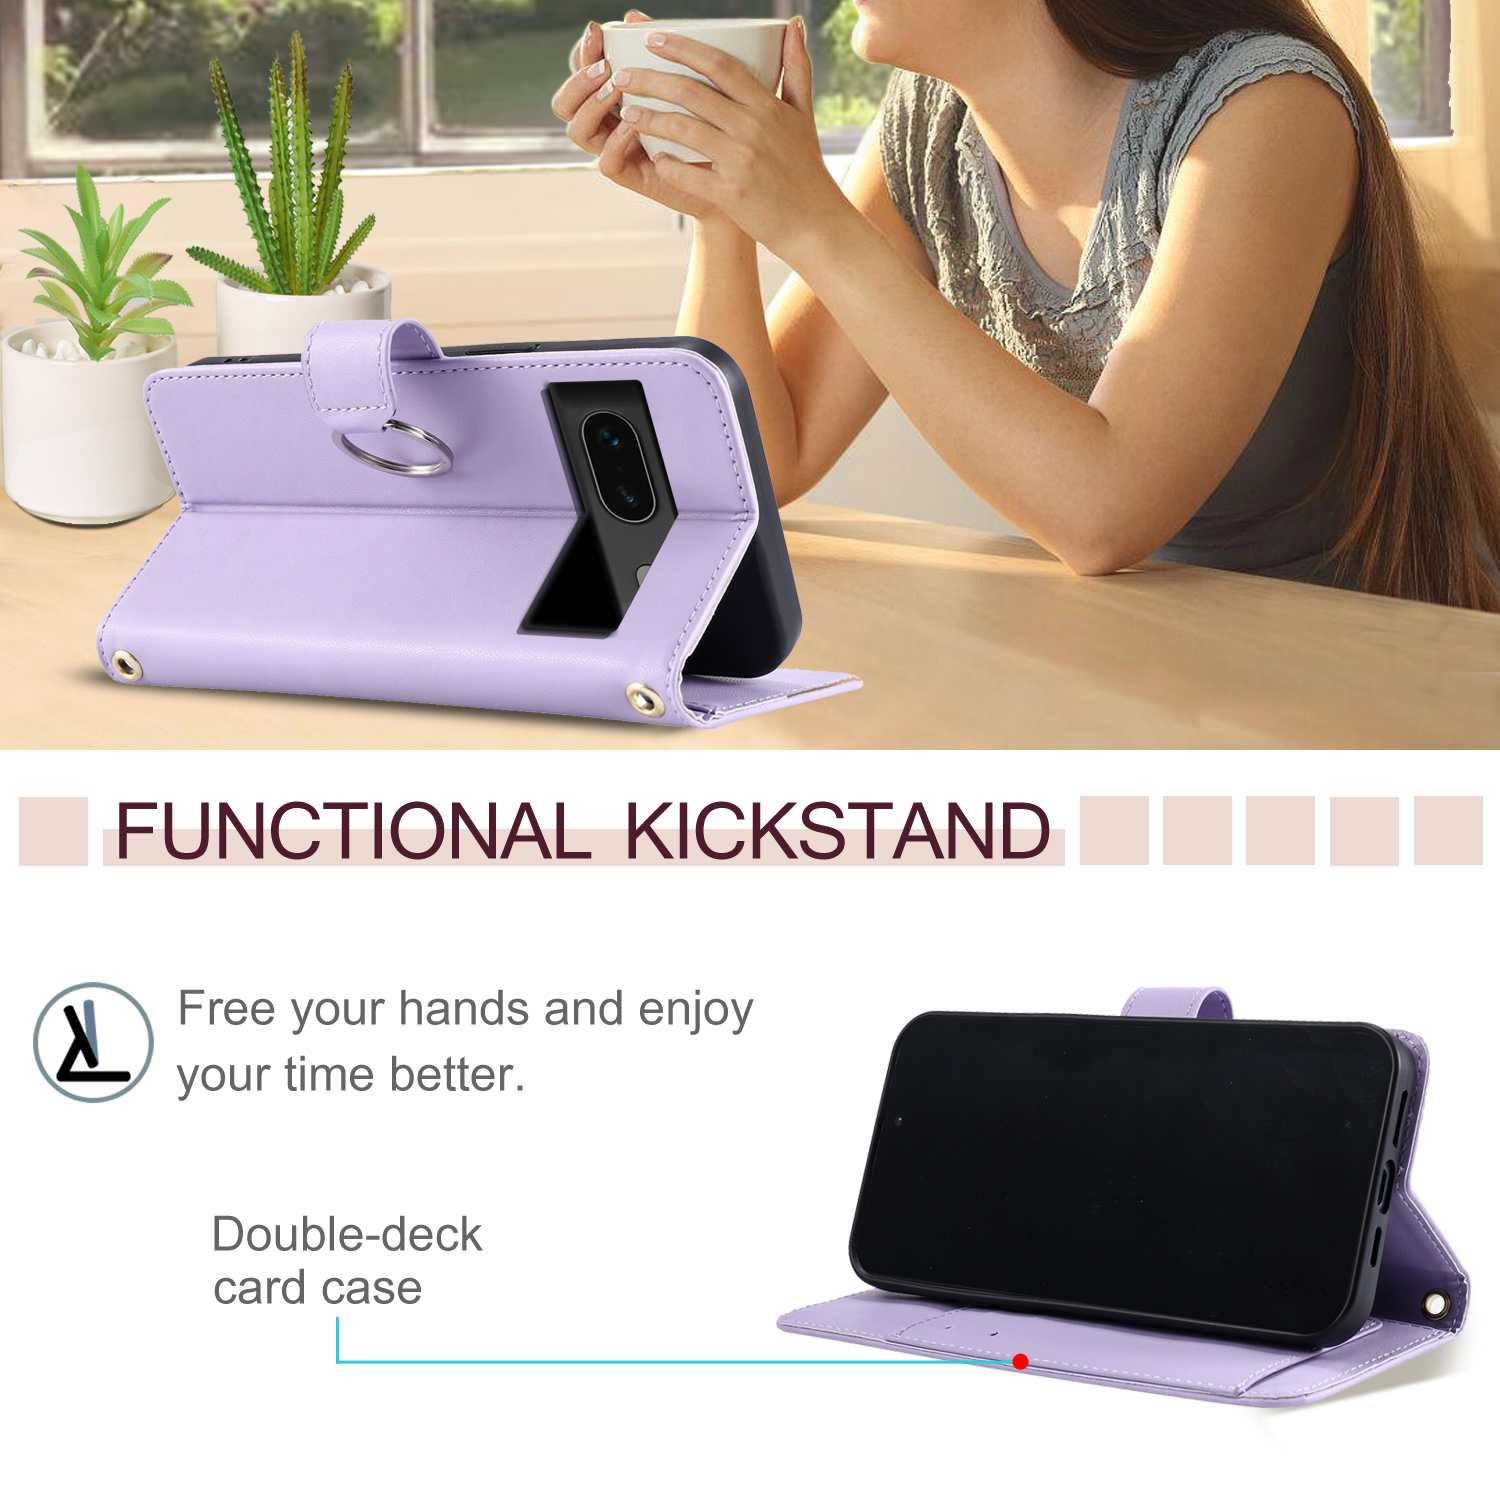 FUNCTIONAL KICKSTAND
Free your hands and enjoy
your time better.
Double-deck
card case